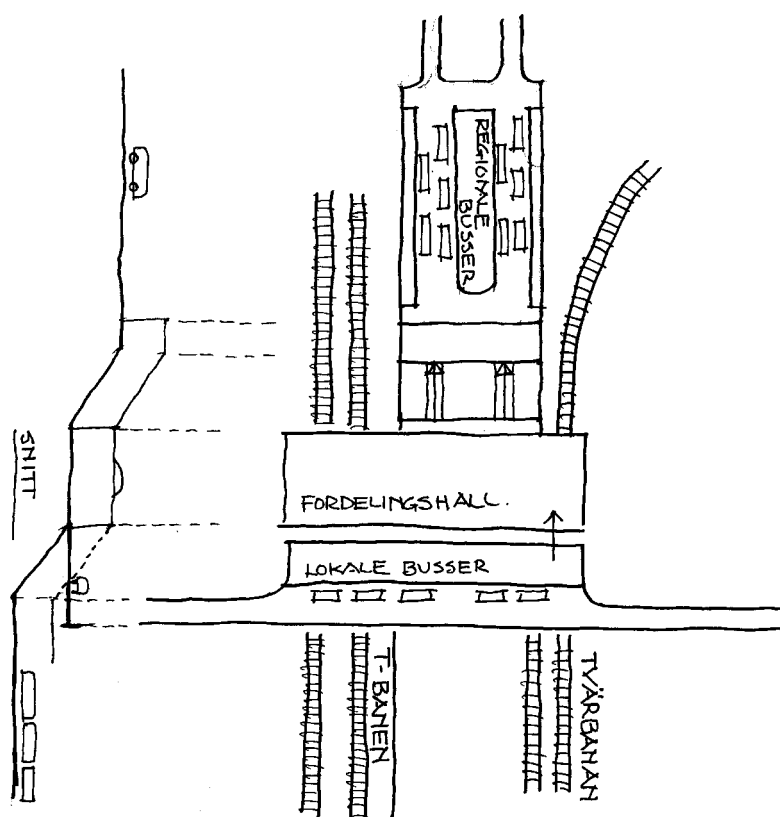 REGIONALE
BUSSER
SNITT
FORDELINGSHALL.
LOKALE BUSSER
T-BANEN
TVÄRBANAN